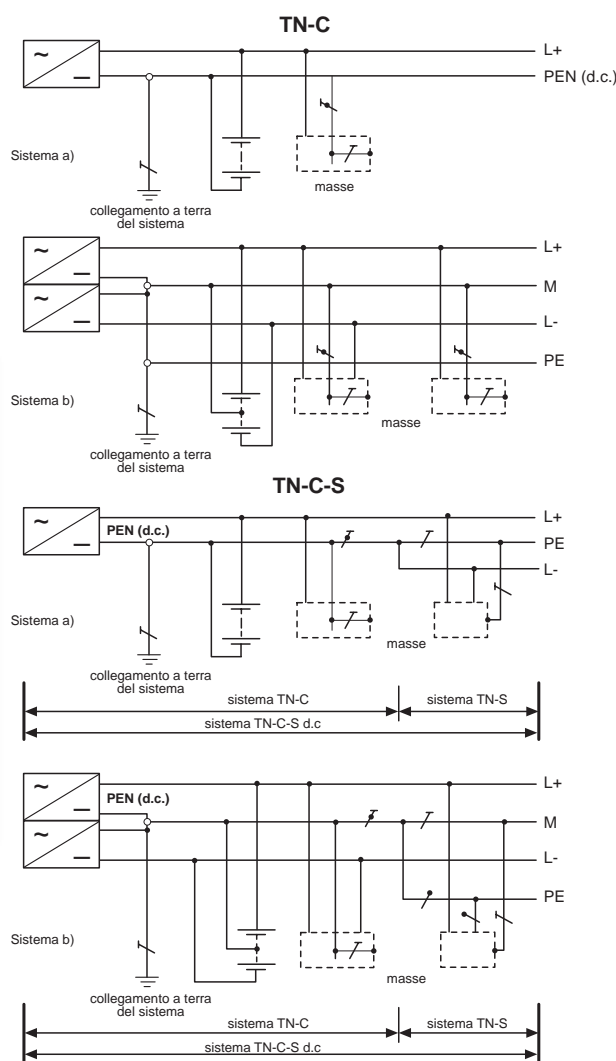 TN-C
L+
PEN (d.c.)
Sistema a)
masse
collegamento a terra
del sistema
L+
M
L-
PE
Sistema b)
masse
collegamento a terra
del sistema
TN-C-S
L+
PEN (d.c.)
PE
L-
Sistema a)
masse
collegamento a terra
del sistema
sistema TN-C
sistema TN-S
sistema TN-C-S d.c
PEN (d.c.)
L+
M
L-
PE
Sistema b)
masse
collegamento a terra
del sistema
sistema TN-C
sistema TN-S
sistema TN-C-S d.c